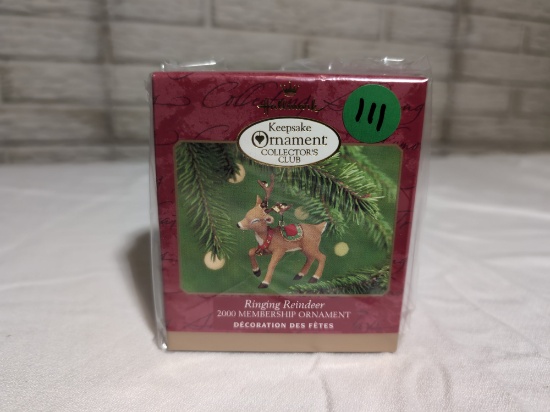 Hallmark
111
Keepsake
Ornament
COLLECTOR'S
CLUB
Ringing Reindeer
2000 MEMBERSHIP ORNAMENT
DÉCORATION DES FÊTES